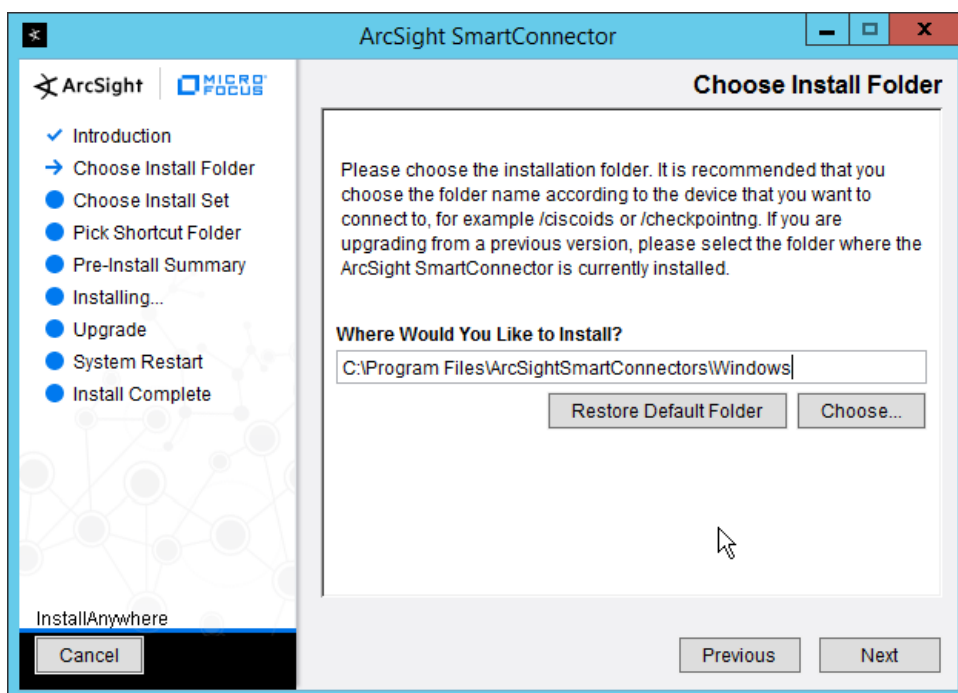 ArcSight SmartConnector
ArcSight
MICRO
FOCUS
Choose Install Folder
Introduction
Choose Install Folder
Choose Install Set
Pick Shortcut Folder
Pre-Install Summary
Installing...
Upgrade
System Restart
Install Complete
Please choose the installation folder. It is recommended that you
choose the folder name according to the device that you want to
connect to, for example /ciscoids or /checkpointng. If you are
upgrading from a previous version, please select the folder where the
ArcSight SmartConnector is currently installed.
Where Would You Like to Install?
C:\Program Files\ArcSightSmartConnectors\Windows
Restore Default Folder
Choose...
InstallAnywhere
Cancel
Previous
Next